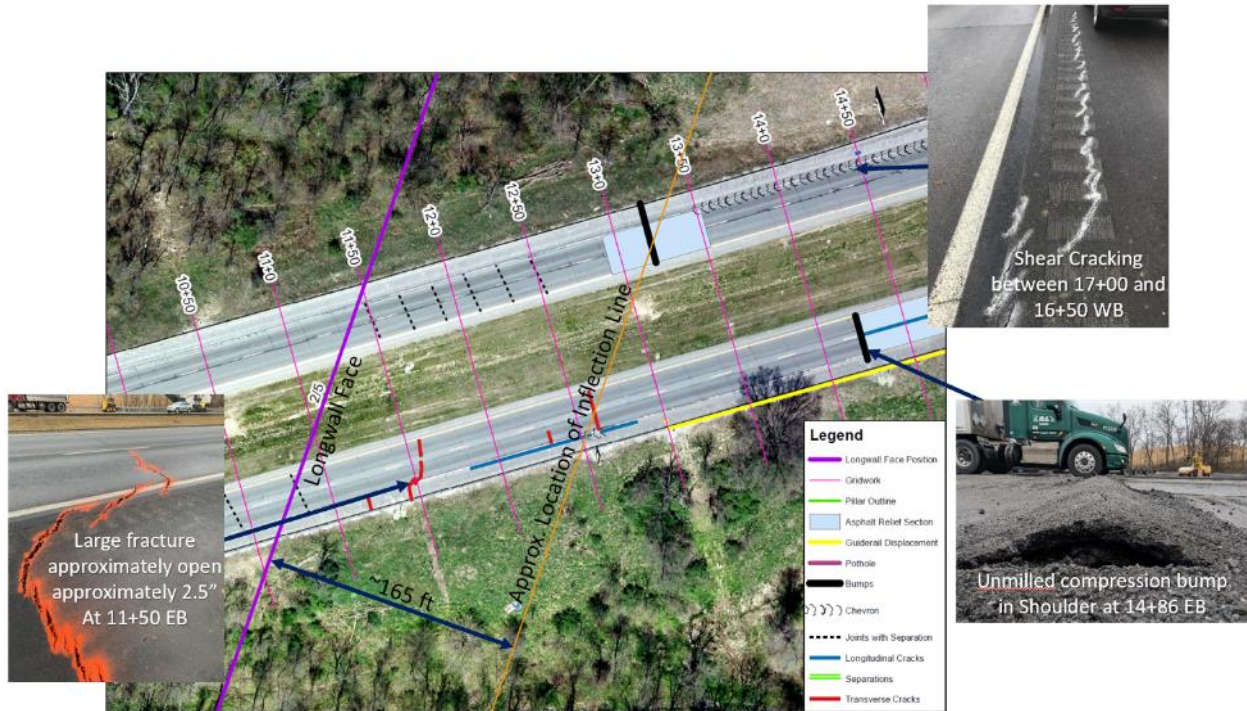 10+50
11+0
11+50
12+0
12+50
13+0
13+50
14+0
14+50
2/5
Longwall Face
Approx. Location of Inflection Line
~165 ft
Large fracture
approximately open
approximately 2.5"
At 11+50 EB
Shear Cracking
between 17+00 and
16+50 WB
Unmilled compression bump
in Shoulder at 14+86 EB
Legend
Longwall Face Position
Gridwork
Pillar Outline
Asphalt Relief Section
Guiderail Displacement
Pothole
Bumps
Chevron
Joints with Separation
Longitudinal Cracks
Separations
Transverse Cracks